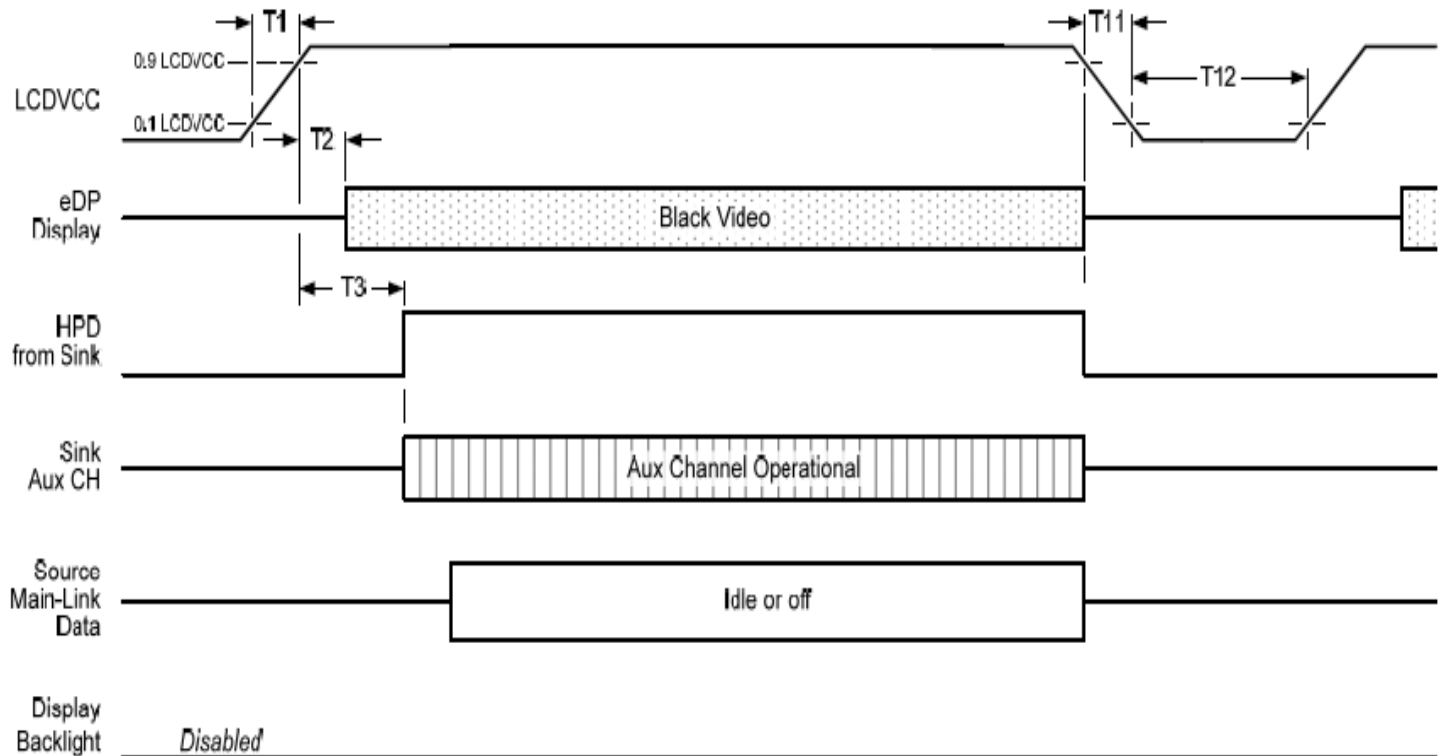 T1
T11
0.9 LCDVCC
LCDVCC
T12
0.1 LCDVCC
T2
eDP
Display
Black Video
T3
HPD
from Sink
Sink
Aux CH
Aux Channel Operational
Source
Main-Link
Data
Idle or off
Display
Backlight
Disabled